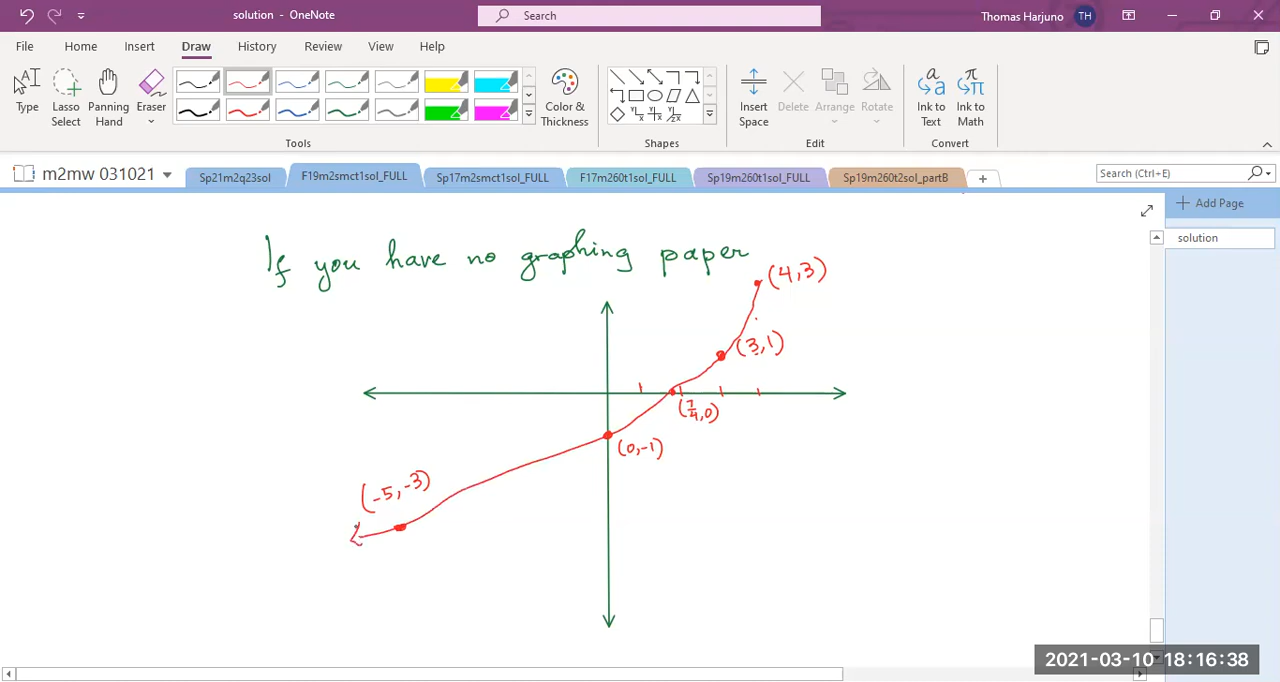 solution - OneNote
Search
Thomas Harjuno
TH
File Home Insert Draw History Review View Help
Type
Lasso Select
Panning Hand
Eraser
Color & Thickness
Insert Space
Delete
Arrange
Rotate
Ink to Text
Ink to Math
Tools
Shapes
Edit
Convert
m2mw 031021
Sp21m2q23sol
F19m2smct1sol_FULL
Sp17m2smct1sol_FULL
F17m260t1sol_FULL
Sp19m260t1sol_FULL
Sp19m260t2sol_partB
Search (Ctrl+E)
Add Page
solution
If you have no graphing paper
(4,3)
(3,1)
(7/4,0)
(0,-1)
(-5,-3)
2021-03-10 18:16:38